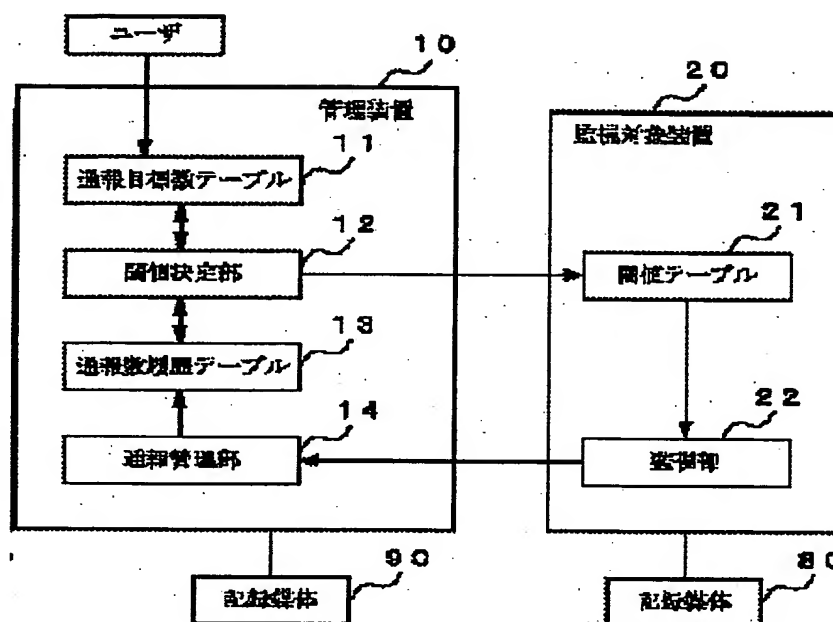 ユーザ
10
管理装置
11
通報目標数テーブル
12
閾値決定部
13
通報数履歴テーブル
14
通報管理部
20
監視対象装置
21
閾値テーブル
22
監視部
90
記録媒体
80
記録媒体